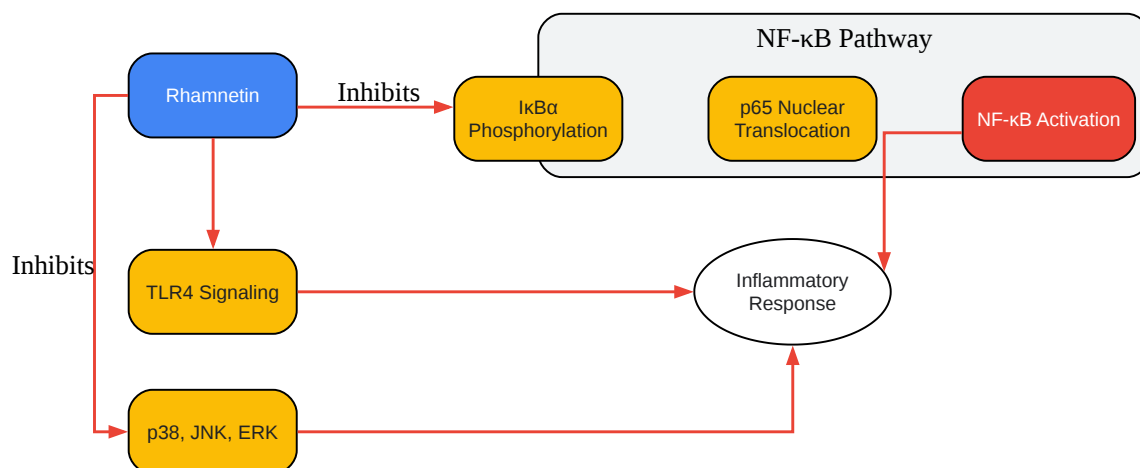 NF-κB Pathway
Rhamnetin
Inhibits
IκBα
Phosphorylation
p65 Nuclear
Translocation
NF-κB Activation
Inhibits
TLR4 Signaling
Inflammatory
Response
p38, JNK, ERK